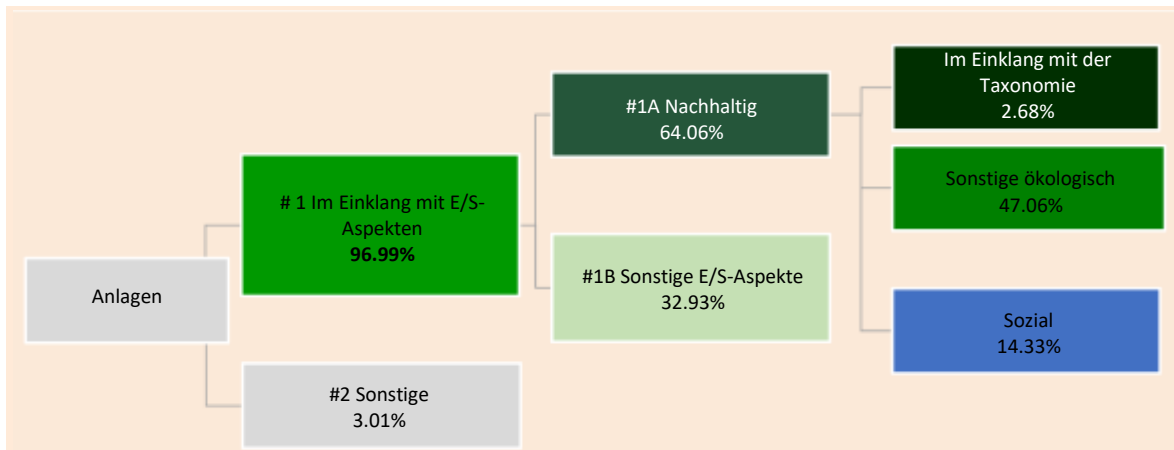 Anlagen
# 1 Im Einklang mit E/S-
Aspekten
96.99%
#2 Sonstige
3.01%
#1A Nachhaltig
64.06%
#1B Sonstige E/S-Aspekte
32.93%
Im Einklang mit der
Taxonomie
2.68%
Sonstige ökologisch
47.06%
Sozial
14.33%